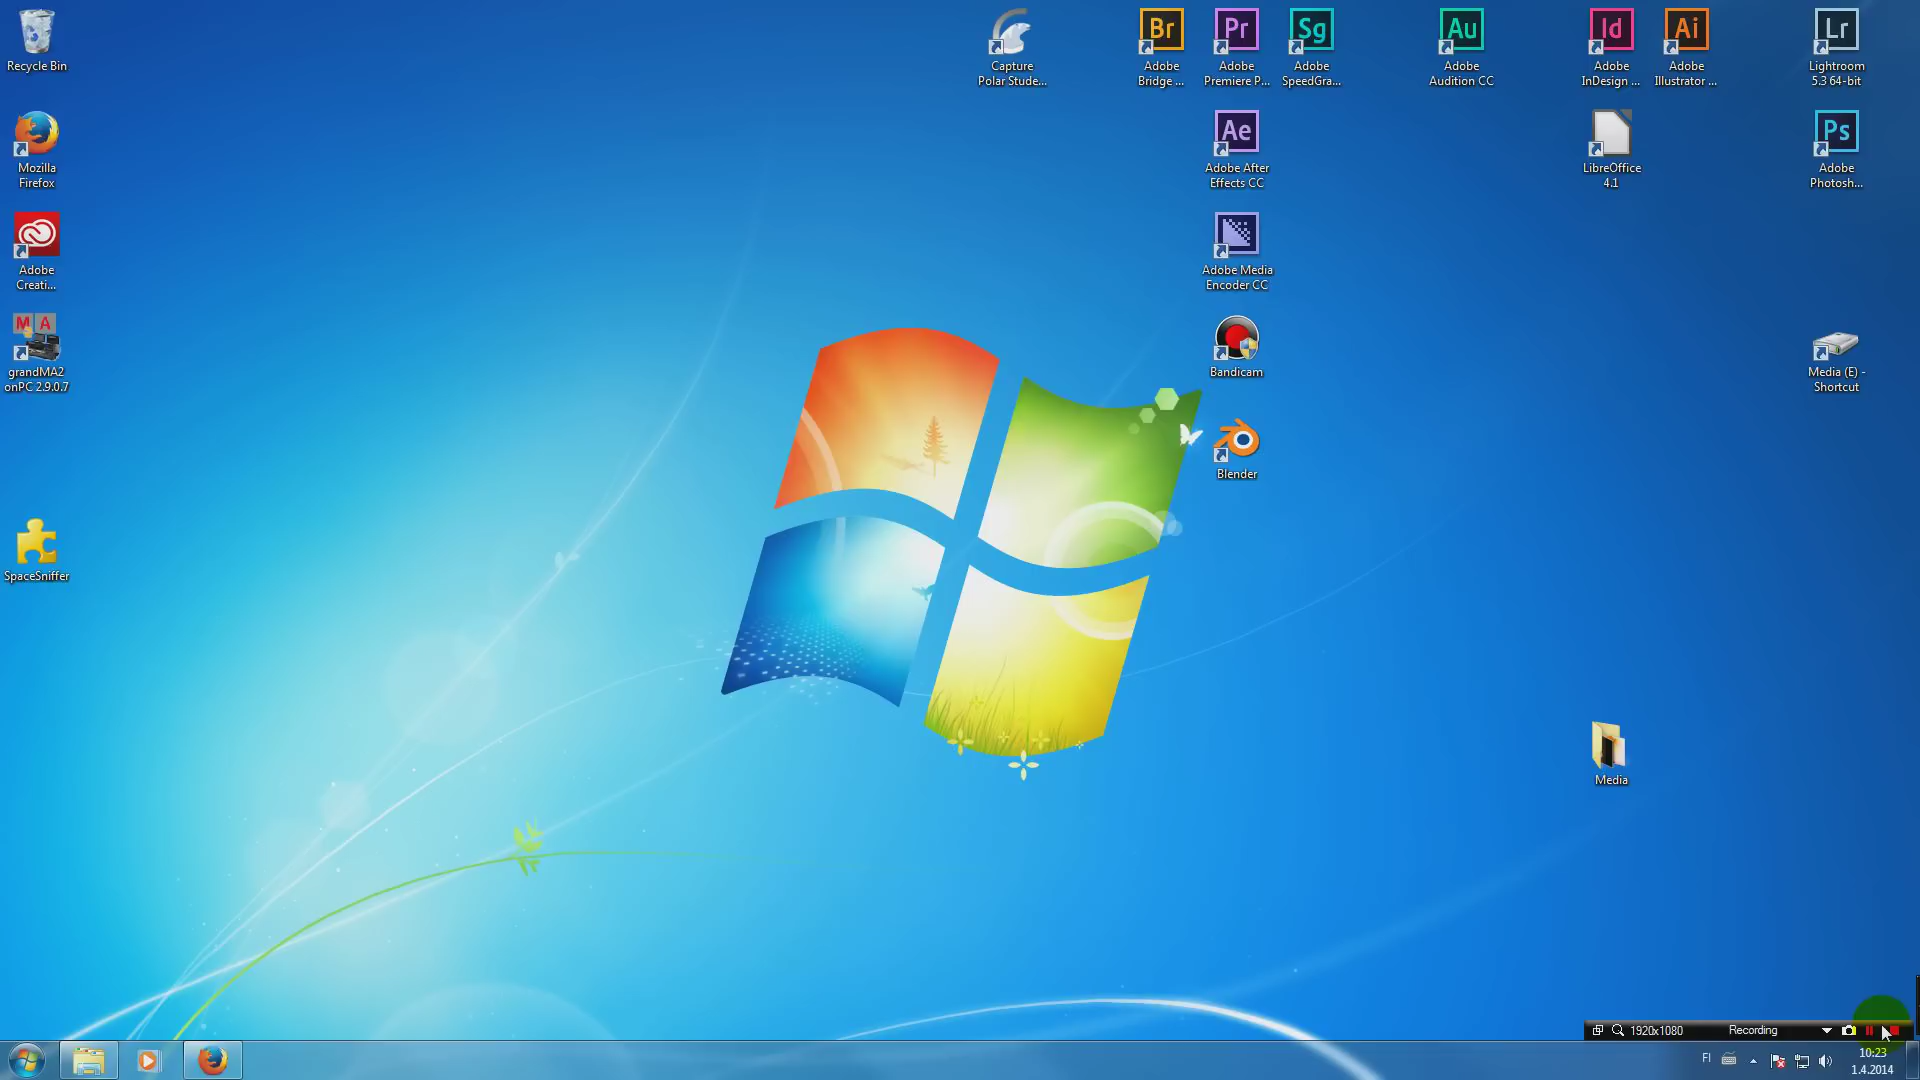 Recycle Bin
Mozilla
Firefox
Adobe
Creati...
M A
grandMA2
onPC 2.9.0.7
SpaceSniffer
Capture
Polar Stude...
Br
Adobe
Bridge ...
Pr
Adobe
Premiere P...
Sg
Adobe
SpeedGra...
Au
Adobe
Audition CC
Id
Adobe
InDesign ...
Ai
Adobe
Illustrator ...
Lr
Lightroom
5.3 64-bit
Ae
Adobe After
Effects CC
LibreOffice
4.1
Ps
Adobe
Photosh...
Adobe Media
Encoder CC
Bandicam
Media (E) -
Shortcut
Blender
Media
1920x1080 Recording
FI
10:23
1.4.2014